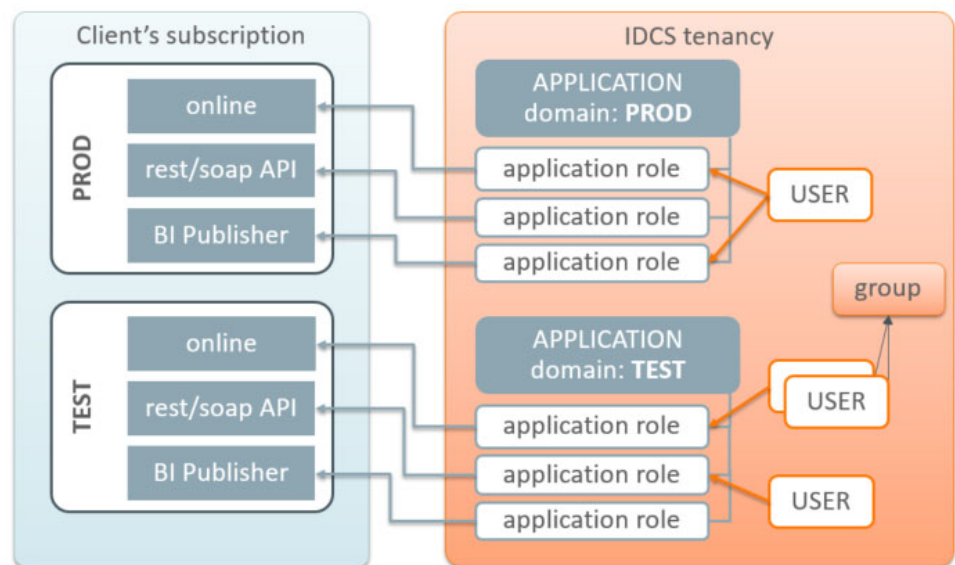 Client's subscription
PROD
online
rest/soap API
BI Publisher
TEST
online
rest/soap API
BI Publisher
IDCS tenancy
APPLICATION
domain: PROD
application role
application role
application role
USER
group
APPLICATION
domain: TEST
application role
application role
application role
USER
USER